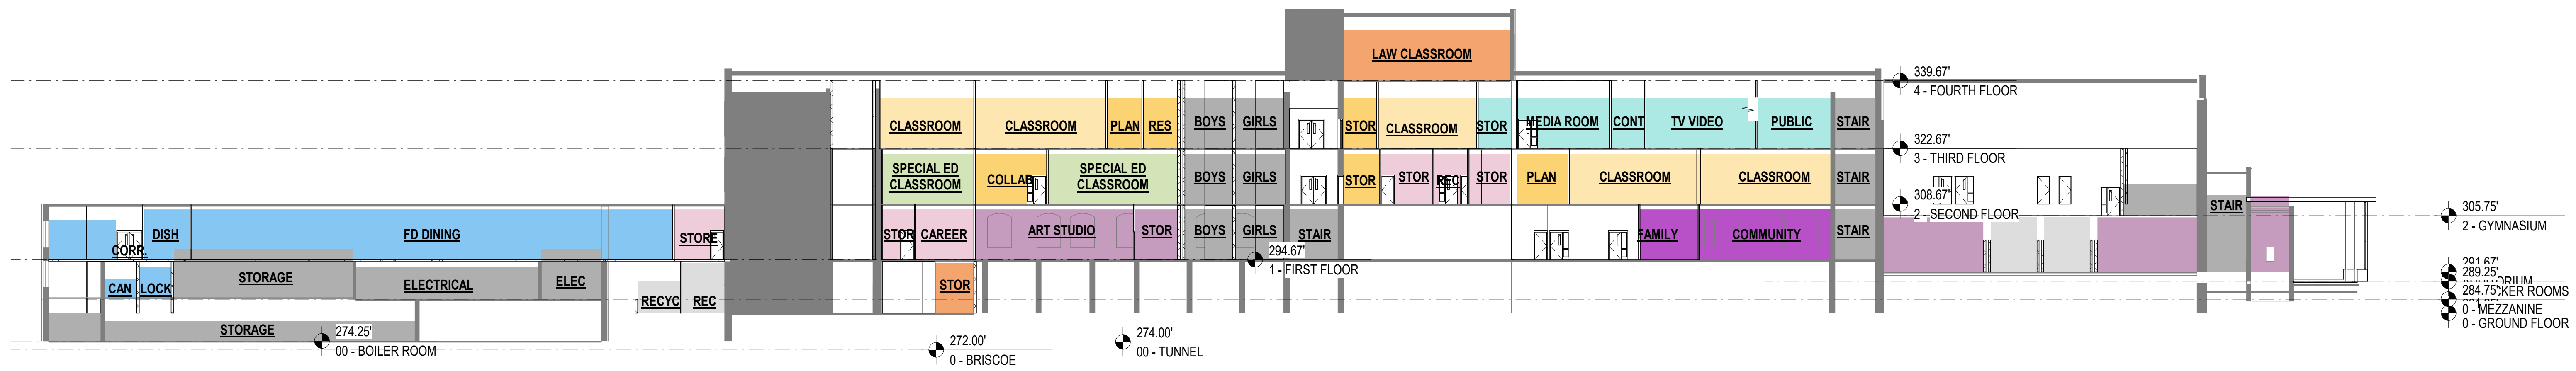 LAW CLASSROOM
339.67'
4 - FOURTH FLOOR
CLASSROOM
CLASSROOM
PLAN
RES
BOYS
GIRLS
STOR
CLASSROOM
STOR
MEDIA ROOM
CONT
TV VIDEO
PUBLIC
STAIR
322.67'
3 - THIRD FLOOR
SPECIAL ED
CLASSROOM
COLLAB
SPECIAL ED
CLASSROOM
BOYS
GIRLS
STOR
STOR
REC
STOR
PLAN
CLASSROOM
CLASSROOM
STAIR
308.67'
2 - SECOND FLOOR
STAIR
305.75'
2 - GYMNASIUM
CORR.
DISH
FD DINING
STORE
STOR
CAREER
ART STUDIO
STOR
BOYS
GIRLS
STAIR
FAMILY
COMMUNITY
STAIR
294.67'
1 - FIRST FLOOR
291.67'
289.25'
284.75'
CKER ROOMS
0 - MEZZANINE
0 - GROUND FLOOR
CAN
LOCK
STORAGE
ELECTRICAL
ELEC
RECYC
REC
STOR
STORAGE
274.25'
00 - BOILER ROOM
272.00'
0 - BRISCOE
274.00'
00 - TUNNEL